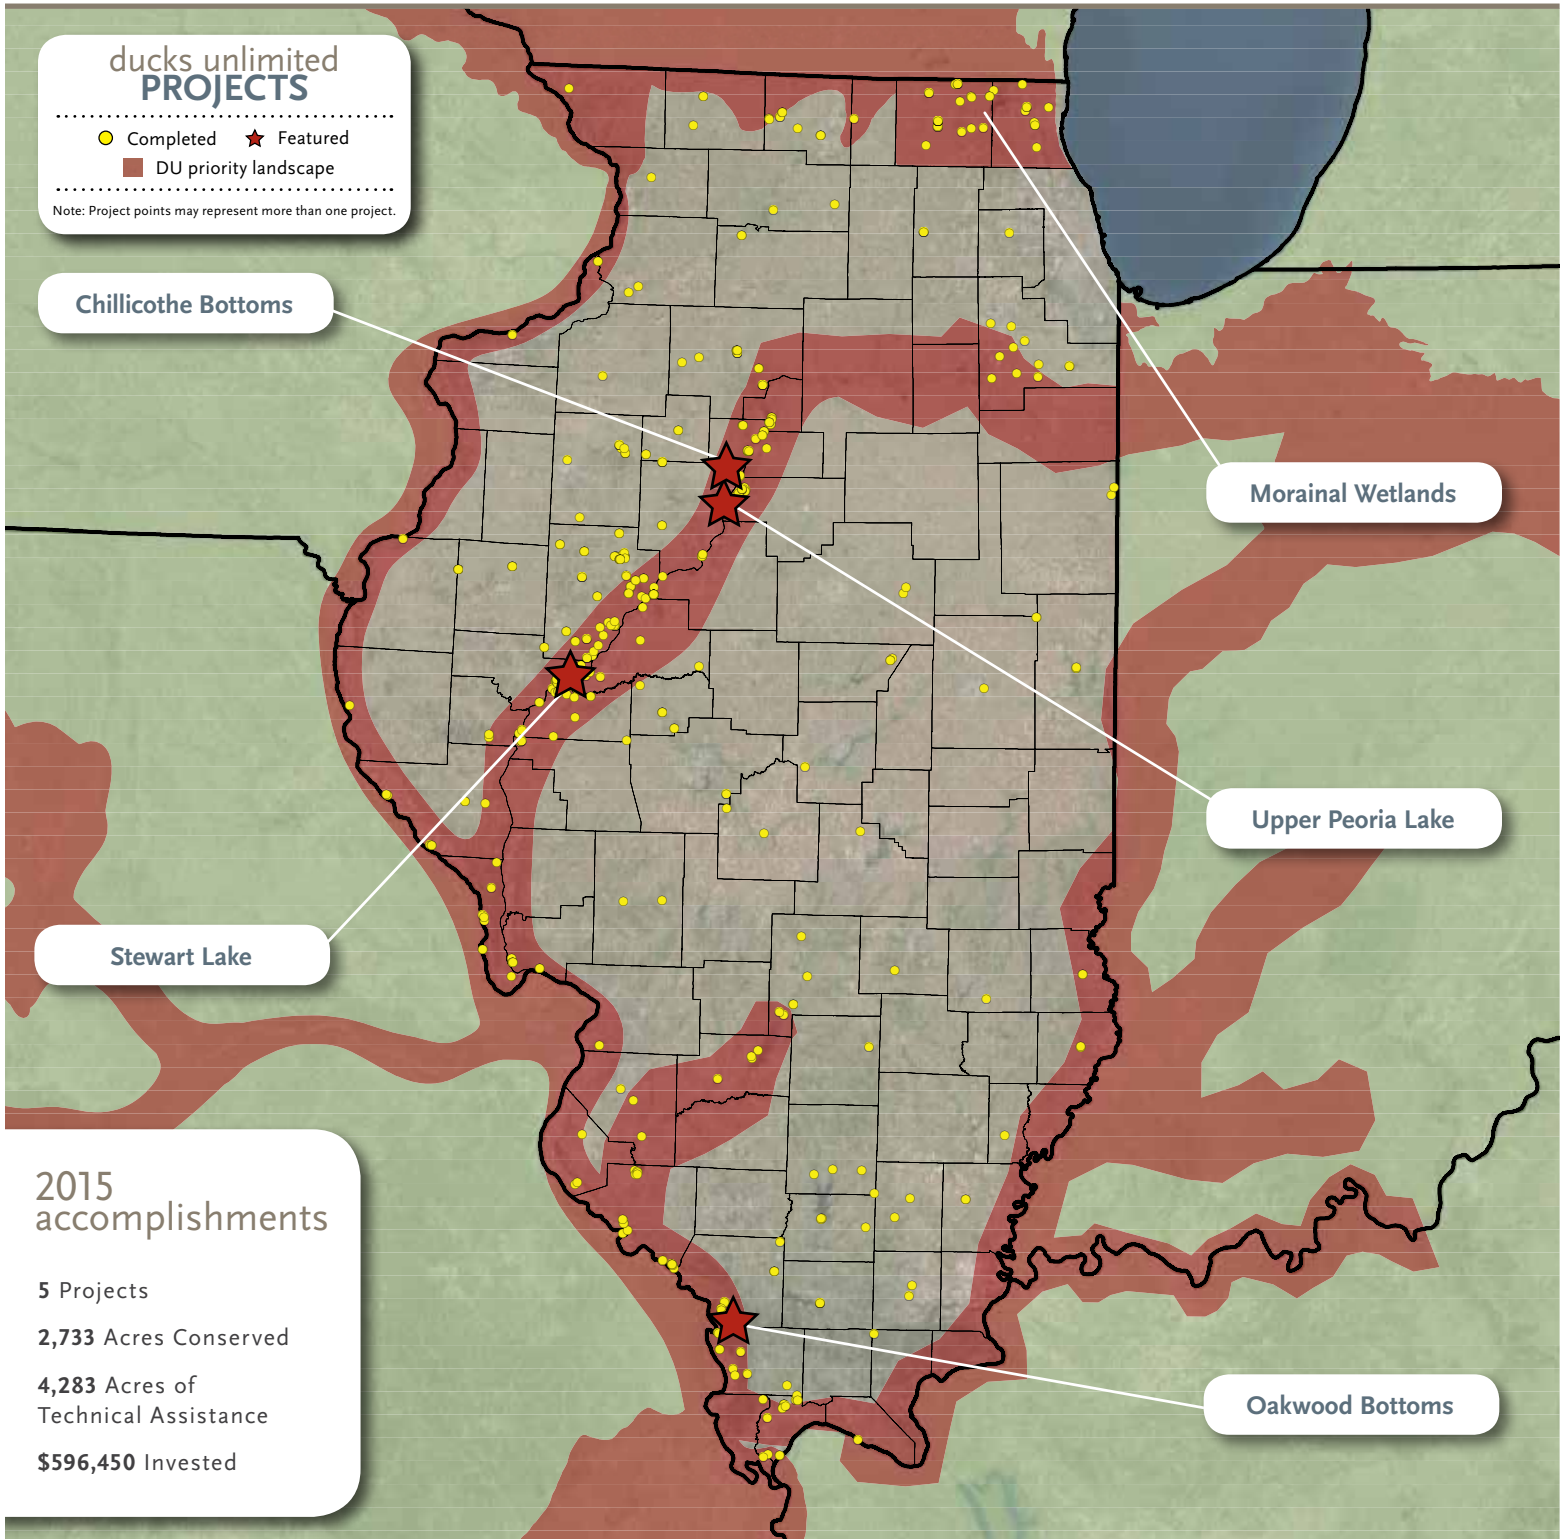 ducks unlimited
PROJECTS
Completed Featured
DU priority landscape
Note: Project points may represent more than one project.
Chillicothe Bottoms
Morainal Wetlands
Upper Peoria Lake
Stewart Lake
Oakwood Bottoms
2015
accomplishments
5 Projects
2,733 Acres Conserved
4,283 Acres of
Technical Assistance
$596,450 Invested